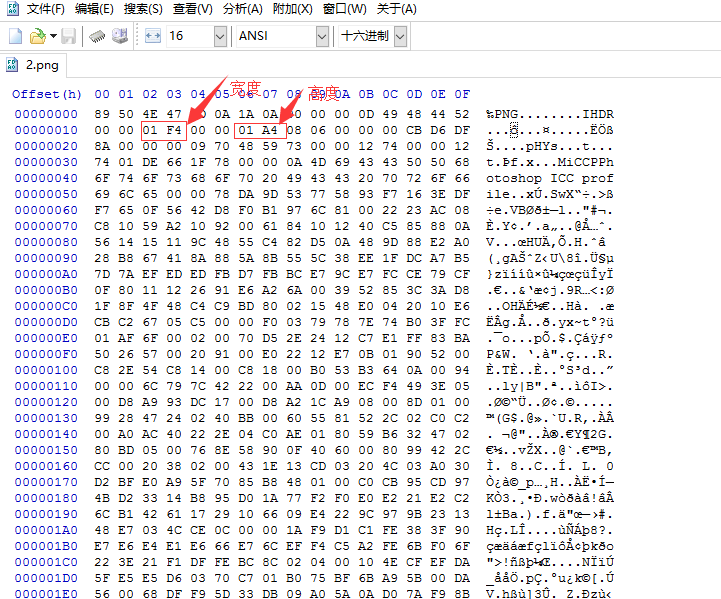 文件(F) 编辑(E) 搜索(S) 查看(V) 分析(A) 附加(X) 窗口(W) 关于(A)
16 ANSI 十六进制
2.png
宽度 高度
Offset(h) 00 01 02 03 04 05 06 07 08 09 0A 0B 0C 0D 0E 0F
00000000 89 50 4E 47 0A 1A 0A 00 00 0D 49 48 44 52 ‰PNG........IHDR
00000010 00 00 01 F4 00 00 01 A4 08 06 00 00 00 CB D6 DF ...ô...¤.....ËÖß
00000020 8A 00 00 00 09 70 48 59 73 00 00 12 74 00 00 12 Š....pHYs...t...
00000030 74 01 DE 66 1F 78 00 00 0A 4D 69 43 43 50 50 68 t.Þf.x...MiCCPPh
00000040 6F 74 6F 73 68 6F 70 20 49 43 43 20 70 72 6F 66 otoshop ICC prof
00000050 69 6C 65 00 00 78 DA 9D 53 77 58 93 F7 16 3E DF ile..xÚ.SwX“÷.>ß
00000060 F7 65 0F 56 42 D8 F0 B1 97 6C 81 00 22 23 AC 08 ÷e.VBØð±—l.."#¬.
00000070 C8 10 59 A2 10 92 00 61 84 10 12 40 C5 85 88 0A È.Y¢.’.a„..@Å…ˆ.
00000080 56 14 15 11 9C 48 55 C4 82 D5 0A 48 9D 88 E2 A0 V...œHUÄ‚Õ.H.ˆâ
00000090 28 B8 67 41 8A 88 5A 8B 55 5C 38 EE 1F DC A7 B5 (¸gAŠˆZ‹U\8î.Ü§µ
000000A0 7D 7A EF ED ED FB D7 FB BC E7 9C E7 FC CE 79 CF }zïííû×û¼çœçüÎyÏ
000000B0 0F 80 11 12 26 91 E6 A2 6A 00 39 52 85 3C 3A D8 .€..&‘æ¢j.9R…<:Ø
000000C0 1F 8F 4F 48 C4 C9 BD 80 02 15 48 E0 04 20 10 E6 ..OHÄÉ½€..Hà. .æ
000000D0 CB C2 67 05 C5 00 00 F0 03 79 78 7E 74 B0 3F FC ËÂg.Å..ð.yx~t°?ü
000000E0 01 AF 6F 00 02 00 70 D5 2E 24 12 C7 E1 FF 83 BA .¯o...pÕ.$.Çáÿƒº
000000F0 50 26 57 00 20 91 00 E0 22 12 E7 0B 01 90 52 00 P&W. ‘.à".ç...R.
00000100 C8 2E 54 C8 14 00 C8 18 00 B0 53 B3 64 0A 00 94 È.TÈ..È..°S³d..”
00000110 00 00 6C 79 7C 42 22 00 AA 0D 00 EC F4 49 3E 05 ..ly|B".ª..ìôI>.
00000120 00 D8 A9 93 DC 17 00 D8 A2 1C A9 08 00 8D 01 00 .Ø©“Ü..Ø¢.©.....
00000130 99 28 47 24 02 40 BB 00 60 55 81 52 2C 02 C0 C2 ™(G$.@».`U.R,.ÀÂ
00000140 00 A0 AC 40 22 2E 04 C0 AE 01 80 59 B6 32 47 02 . ¬@"..À®.€Y¶2G.
00000150 80 BD 05 00 76 8E 58 90 0F 40 60 00 80 99 42 2C €½..vŽX..@`.€™B,
00000160 CC 00 20 38 02 00 43 1E 13 CD 03 20 4C 03 A0 30 Ì. 8..C..Í. L. 0
00000170 D2 BF E0 A9 5F 70 85 B8 48 01 00 C0 CB 95 CD 97 Ò¿à©_p…¸H..ÀË•Í—
00000180 4B D2 33 14 B8 95 D0 1A 77 F2 F0 E0 E2 21 E2 C2 KÒ3.¸•Ð.wòðàâ!âÂ
00000190 6C B1 42 61 17 29 10 66 09 E4 22 9C 97 9B 23 13 l±Ba.).f.ä"œ—›#.
000001A0 48 E7 03 4C CE 0C 00 00 1A F9 D1 C1 FE 38 3F 90 Hç.LÎ....ùÑÁþ8?.
000001B0 E7 E6 E4 E1 E6 66 E7 6C EF F4 C5 A2 FE 6B F0 6F çæäáæfçlïôÅ¢þkðo
000001C0 22 3E 21 F1 DF FE BC 8C 02 04 00 10 4E CF EF DA ">!ñßþ¼Œ....NÏïÚ
000001D0 5F E5 E5 D6 03 70 C7 01 B0 75 BF 6B A9 5B 00 DA _ååÖ.pÇ.°u¿k©[.Ú
000001E0 56 00 68 DF F9 5D 33 DB 09 A0 5A 0A D0 7A F9 8B V.hßù]3Û. Z.Ðzù‹